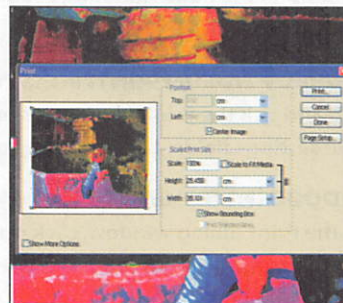 Print
Position
Top: cm
Left: cm
Center Image
Scaled Print Size
Scale: 100% Scale to Fit Media
Height: cm
Width: cm
Show Bounding Box
Show More Options
Print...
Cancel
Done
Page Setup...